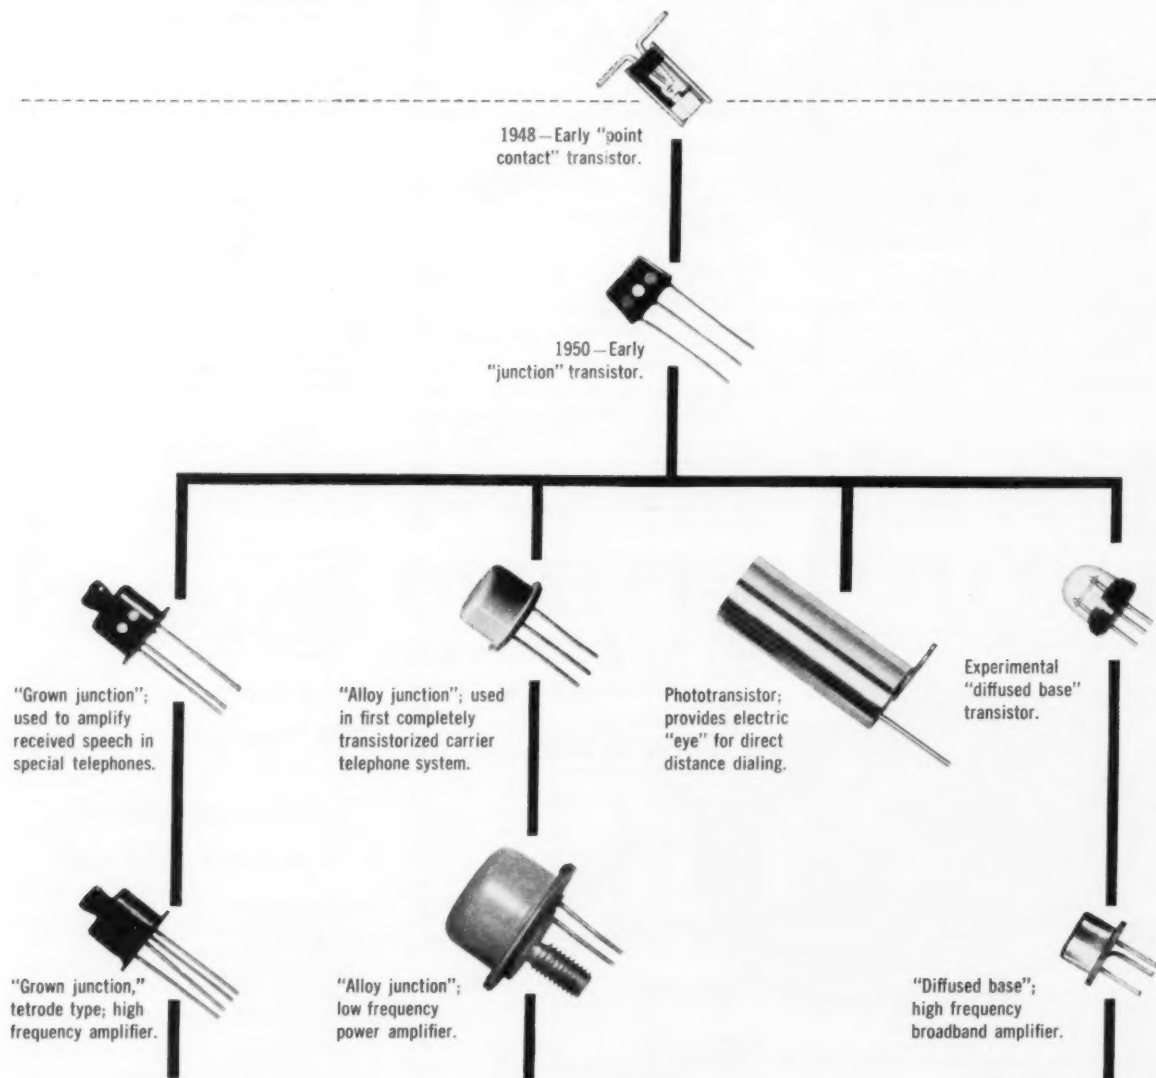 1948—Early “point
contact” transistor.
1950—Early
“junction” transistor.
“Grown junction”;
used to amplify
received speech in
special telephones.
“Alloy junction”; used
in first completely
transistorized carrier
telephone system.
Phototransistor;
provides electric
“eye” for direct
distance dialing.
Experimental
“diffused base”
transistor.
“Grown junction,”
tetrode type; high
frequency amplifier.
“Alloy junction”;
low frequency
power amplifier.
“Diffused base”;
high frequency
broadband amplifier.